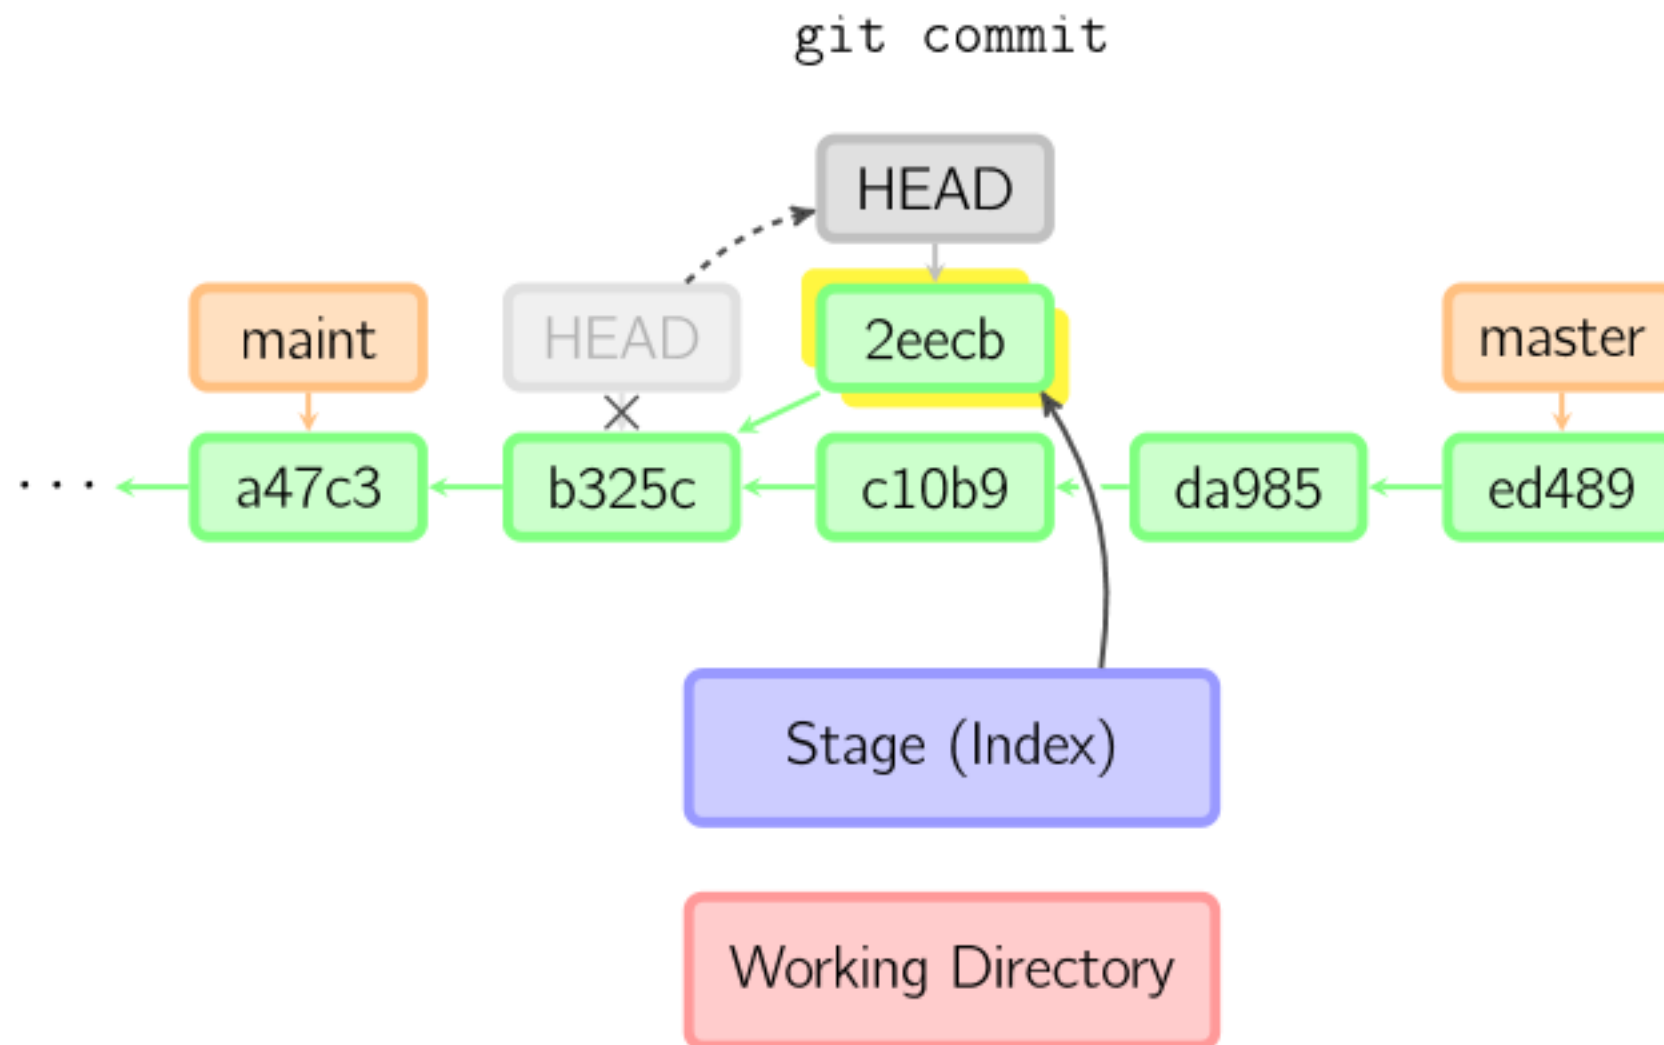 git commit
HEAD
maint
HEAD
2eecb
master
...
a47c3
b325c
c10b9
da985
ed489
Stage (Index)
Working Directory